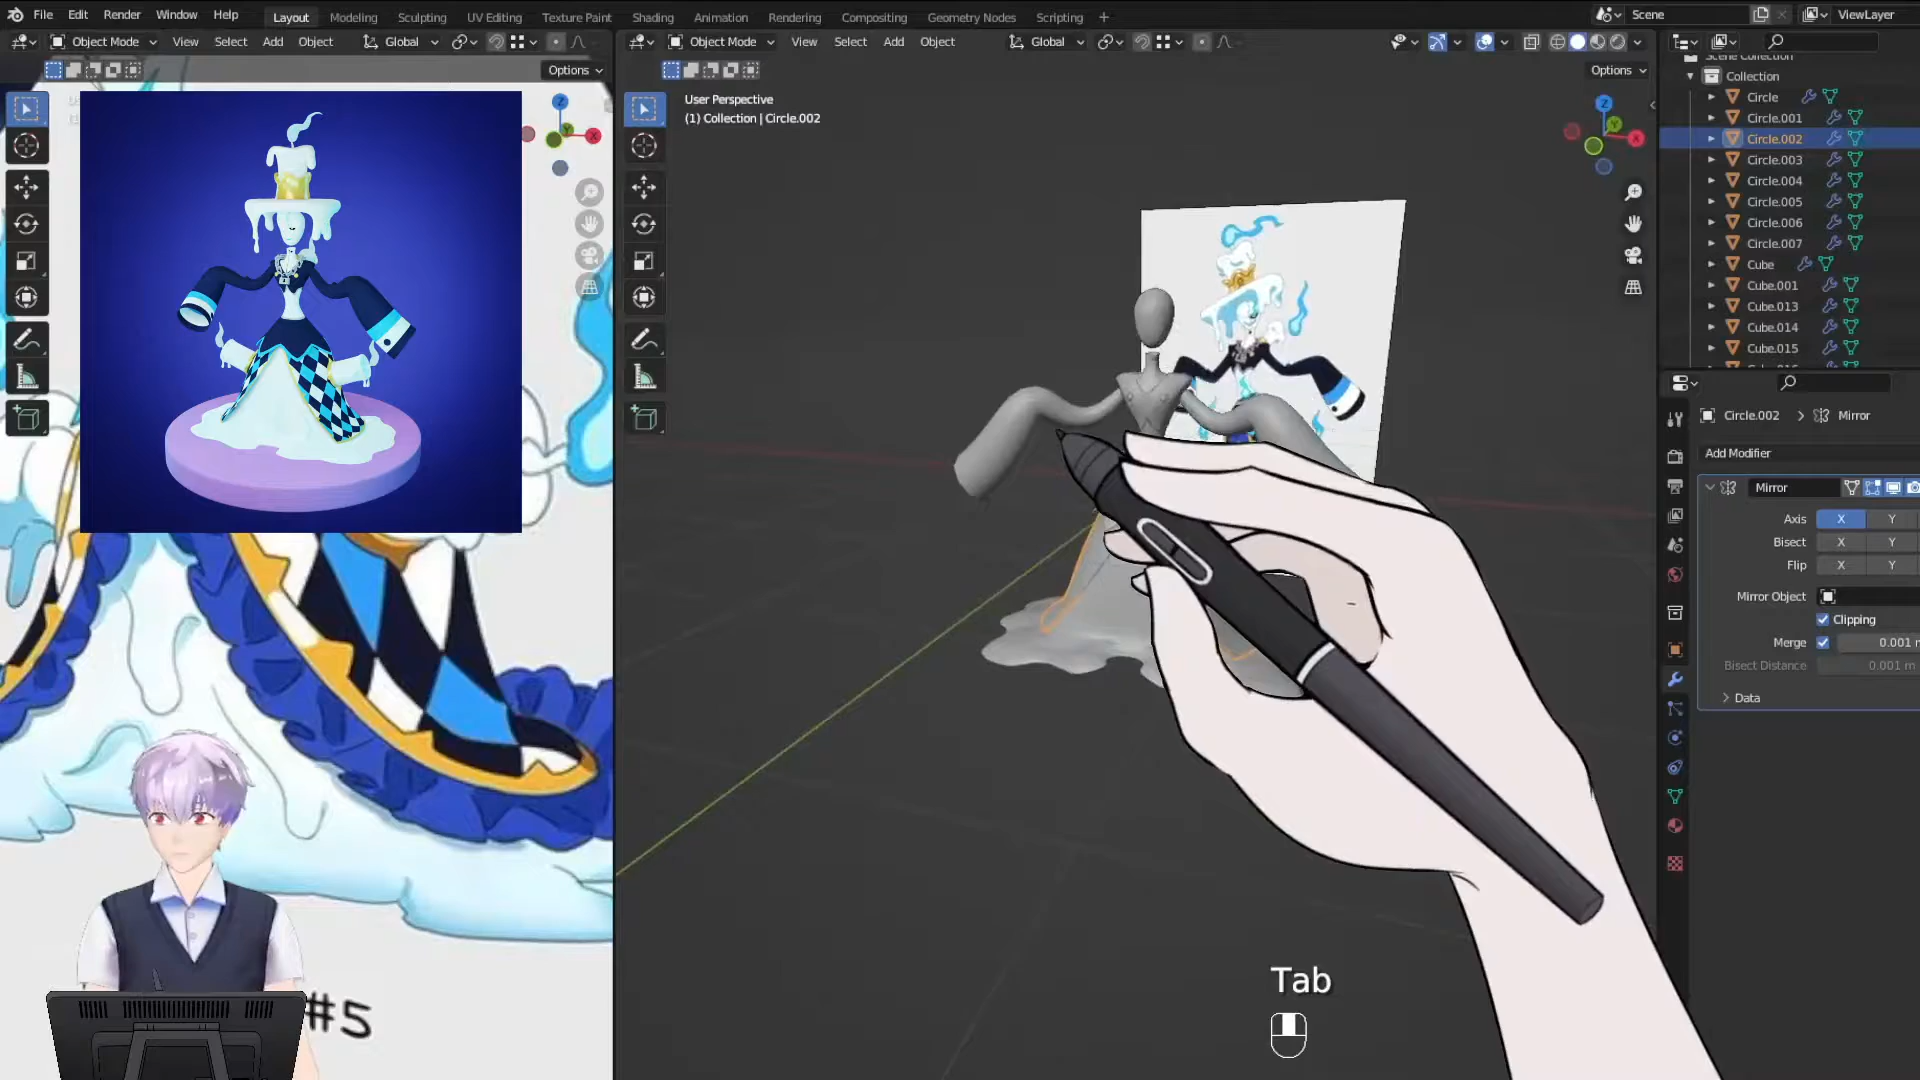 File Edit Render Window Help Layout Modeling Sculpting UV Editing Texture Paint Shading Animation Rendering Compositing Geometry Nodes Scripting + Scene ViewLayer
Object Mode View Select Add Object Global
Object Mode View Select Add Object Global
Options
Options
User Perspective
(1) Collection | Circle.002
Z
X
Z
Y
X
Scene Collection
Collection
Circle
Circle.001
Circle.002
Circle.003
Circle.004
Circle.005
Circle.006
Circle.007
Cube
Cube.001
Cube.013
Cube.014
Cube.015
Circle.002 > Mirror
Add Modifier
Mirror
Axis X Y
Bisect X Y
Flip X Y
Mirror Object
Clipping
Merge 0.001 m
Bisect Distance 0.001 m
Data
#5
Tab